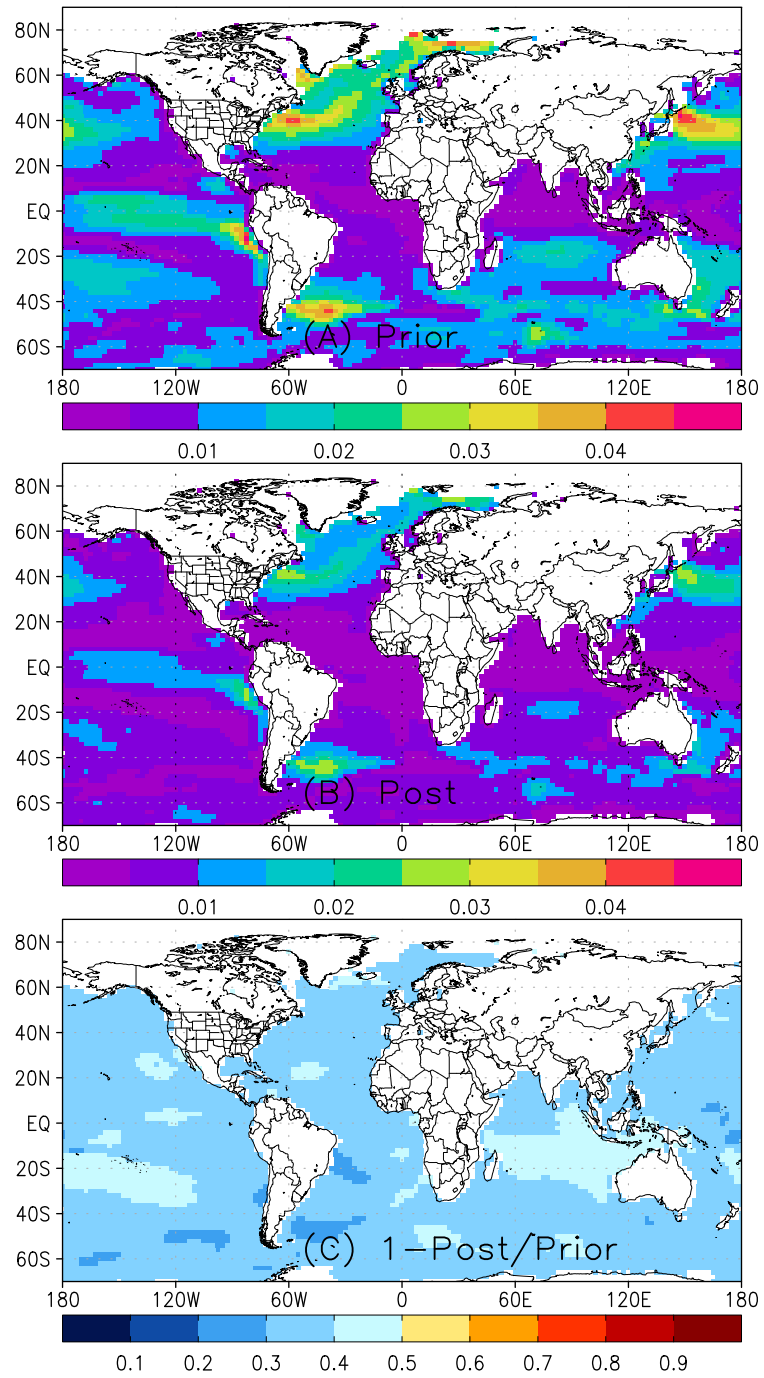 80N
60N
40N
20N
EQ
20S
40S
60S
(A) Prior
180 120W 60W 0 60E 120E 180
0.01 0.02 0.03 0.04
80N
60N
40N
20N
EQ
20S
40S
60S
(B) Post
180 120W 60W 0 60E 120E 180
0.01 0.02 0.03 0.04
80N
60N
40N
20N
EQ
20S
40S
60S
(C) 1-Post/Prior
180 120W 60W 0 60E 120E 180
0.1 0.2 0.3 0.4 0.5 0.6 0.7 0.8 0.9